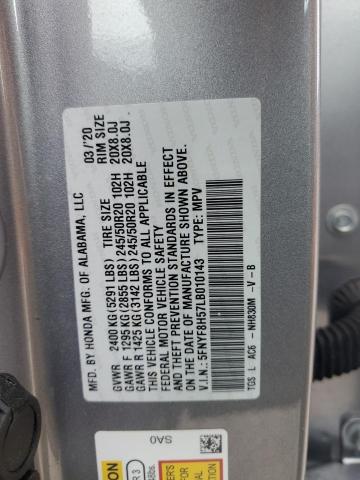 MFD. BY HONDA MFG. OF ALABAMA, LLC 03/'20
TIRE SIZE RIM SIZE
GVWR 2400 KG (5291 LBS)
GAWR F 1295 KG (2855 LBS) 245/50R20 102H 20X8.0J
GAWR R 1425 KG (3142 LBS) 245/50R20 102H 20X8.0J
THIS VEHICLE CONFORMS TO ALL APPLICABLE
FEDERAL MOTOR VEHICLE SAFETY
AND THEFT PREVENTION STANDARDS IN EFFECT
ON THE DATE OF MANUFACTURE SHOWN ABOVE.
V.I.N.: 5FNYF8H57LB010143 TYPE: MPV
TGS L AC6 -NH830M -V -B
SA0